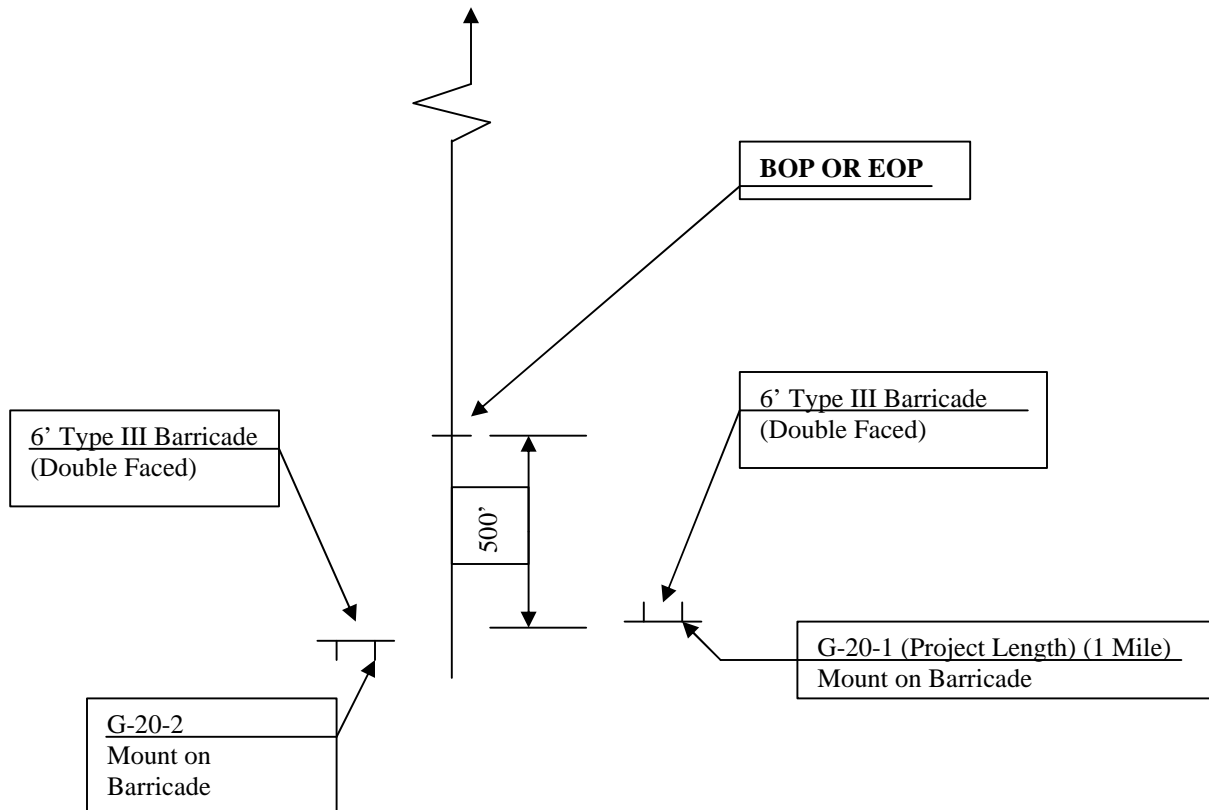 BOP OR EOP
6’ Type III Barricade
(Double Faced)
6’ Type III Barricade
(Double Faced)
500’
G-20-1 (Project Length) (1 Mile)
Mount on Barricade
G-20-2
Mount on
Barricade